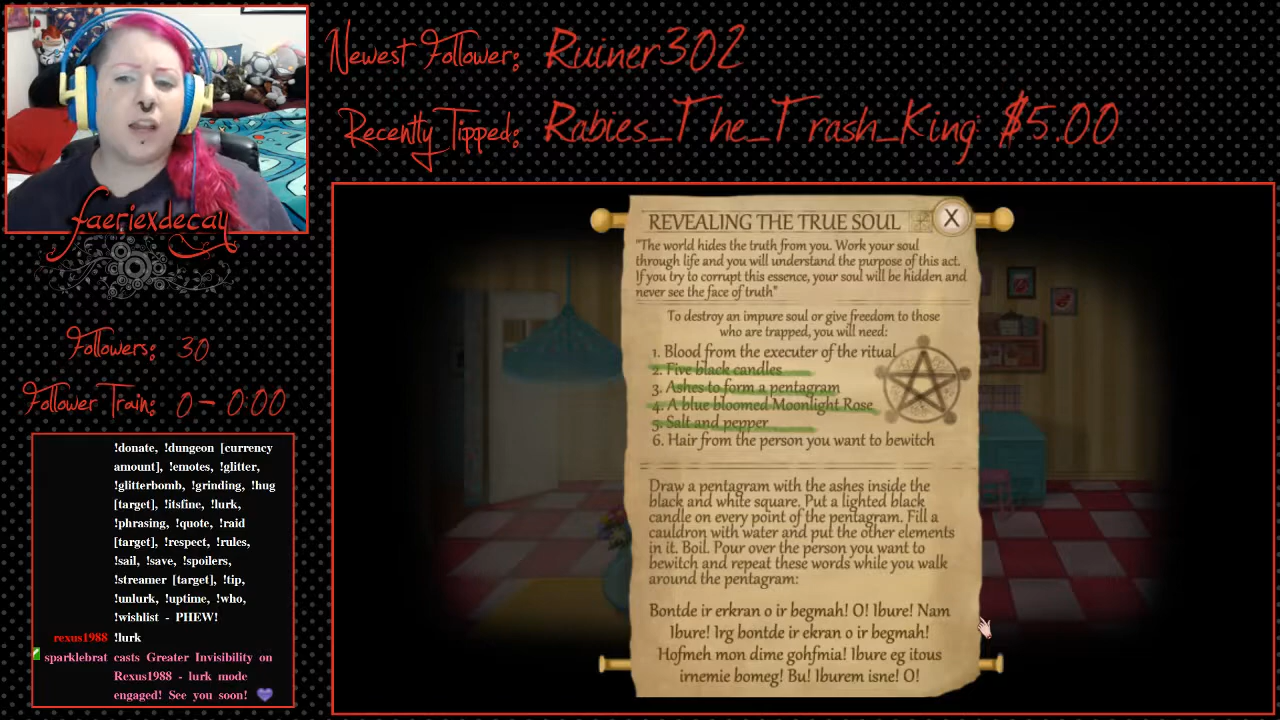 Newest Follower: Ruiner302
Recently Tipped: Rabies_The_Trash_King: $5.00
faeriexdecay
Followers: 30
Follower Train: 0 - 0:00
!donate, !dungeon [currency
amount], !emotes, !glitter,
!glitterbomb, !grinding, !hug
[target], !itsfine, !lurk,
!phrasing, !quote, !raid
[target], !respect, !rules,
!sail, !save, !spoilers,
!streamer [target], !tip,
!unlurk, !uptime, !who,
!wishlist - PHEW!
rexus1988 !lurk
sparklebrat casts Greater Invisibility on
Rexus1988 - lurk mode
engaged! See you soon! 💜
REVEALING THE TRUE SOUL
X
"The world hides the truth from you. Work your soul
through life and you will understand the purpose of this act.
If you try to corrupt this essence, your soul will be hidden and
never see the face of truth"
To destroy an impure soul or give freedom to those
who are trapped, you will need:
1. Blood from the executer of the ritual
2. Five black candles
3. Ashes to form a pentagram
4. A blue bloomed Moonlight Rose
5. Salt and pepper
6. Hair from the person you want to bewitch
Draw a pentagram with the ashes inside the
black and white square. Put a lighted black
candle on every point of the pentagram. Fill a
cauldron with water and put the other elements
in it. Boil. Pour over the person you want to
bewitch and repeat these words while you walk
around the pentagram:
Bontde ir erkran o ir begmah! O! Ibure! Nam
Ibure! Irg bontde ir ekran o ir begmah!
Hofmeh mon dime gohfmia! Ibure eg itous
irnemie bomeg! Bu! Iburem isne! O!